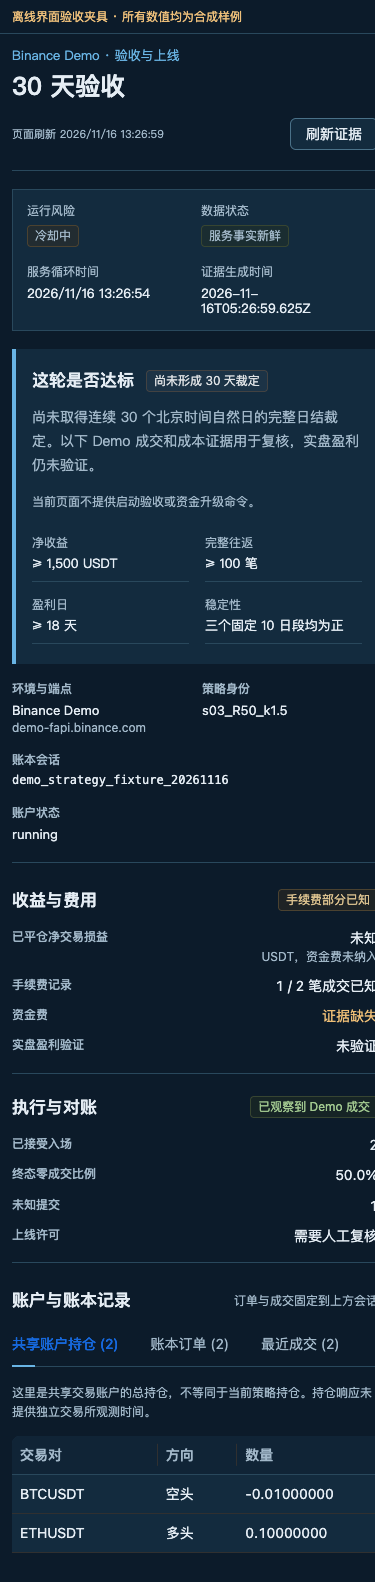 离线界面验收夹具 · 所有数值均为合成样例
Binance Demo · 验收与上线
30 天验收
页面刷新 2026/11/16 13:26:59
刷新证据
运行风险
数据状态
冷却中
服务事实新鲜
服务循环时间
证据生成时间
2026/11/16 13:26:54
2026–11–
16T05:26:59.625Z
这轮是否达标
尚未形成 30 天裁定
尚未取得连续 30 个北京时间自然日的完整日结裁
定。以下 Demo 成交和成本证据用于复核，实盘盈利
仍未验证。
当前页面不提供启动验收或资金升级命令。
净收益
完整往返
≥ 1,500 USDT
≥ 100 笔
盈利日
稳定性
≥ 18 天
三个固定 10 日段均为正
环境与端点
策略身份
Binance Demo
s03_R50_k1.5
demo-fapi.binance.com
账本会话
demo_strategy_fixture_20261116
账户状态
running
收益与费用
手续费部分已知
已平仓净交易损益
未知
USDT，资金费未纳入
手续费记录
1 / 2 笔成交已知
资金费
证据缺失
实盘盈利验证
未验证
执行与对账
已观察到 Demo 成交
已接受入场
2
终态零成交比例
50.0%
未知提交
1
上线许可
需要人工复核
账户与账本记录
订单与成交固定到上方会话
共享账户持仓 (2)
账本订单 (2)
最近成交 (2)
这里是共享交易账户的总持仓，不等同于当前策略持仓。持仓响应未
提供独立交易所观测时间。
交易对
方向
数量
BTCUSDT
空头
-0.01000000
ETHUSDT
多头
0.10000000